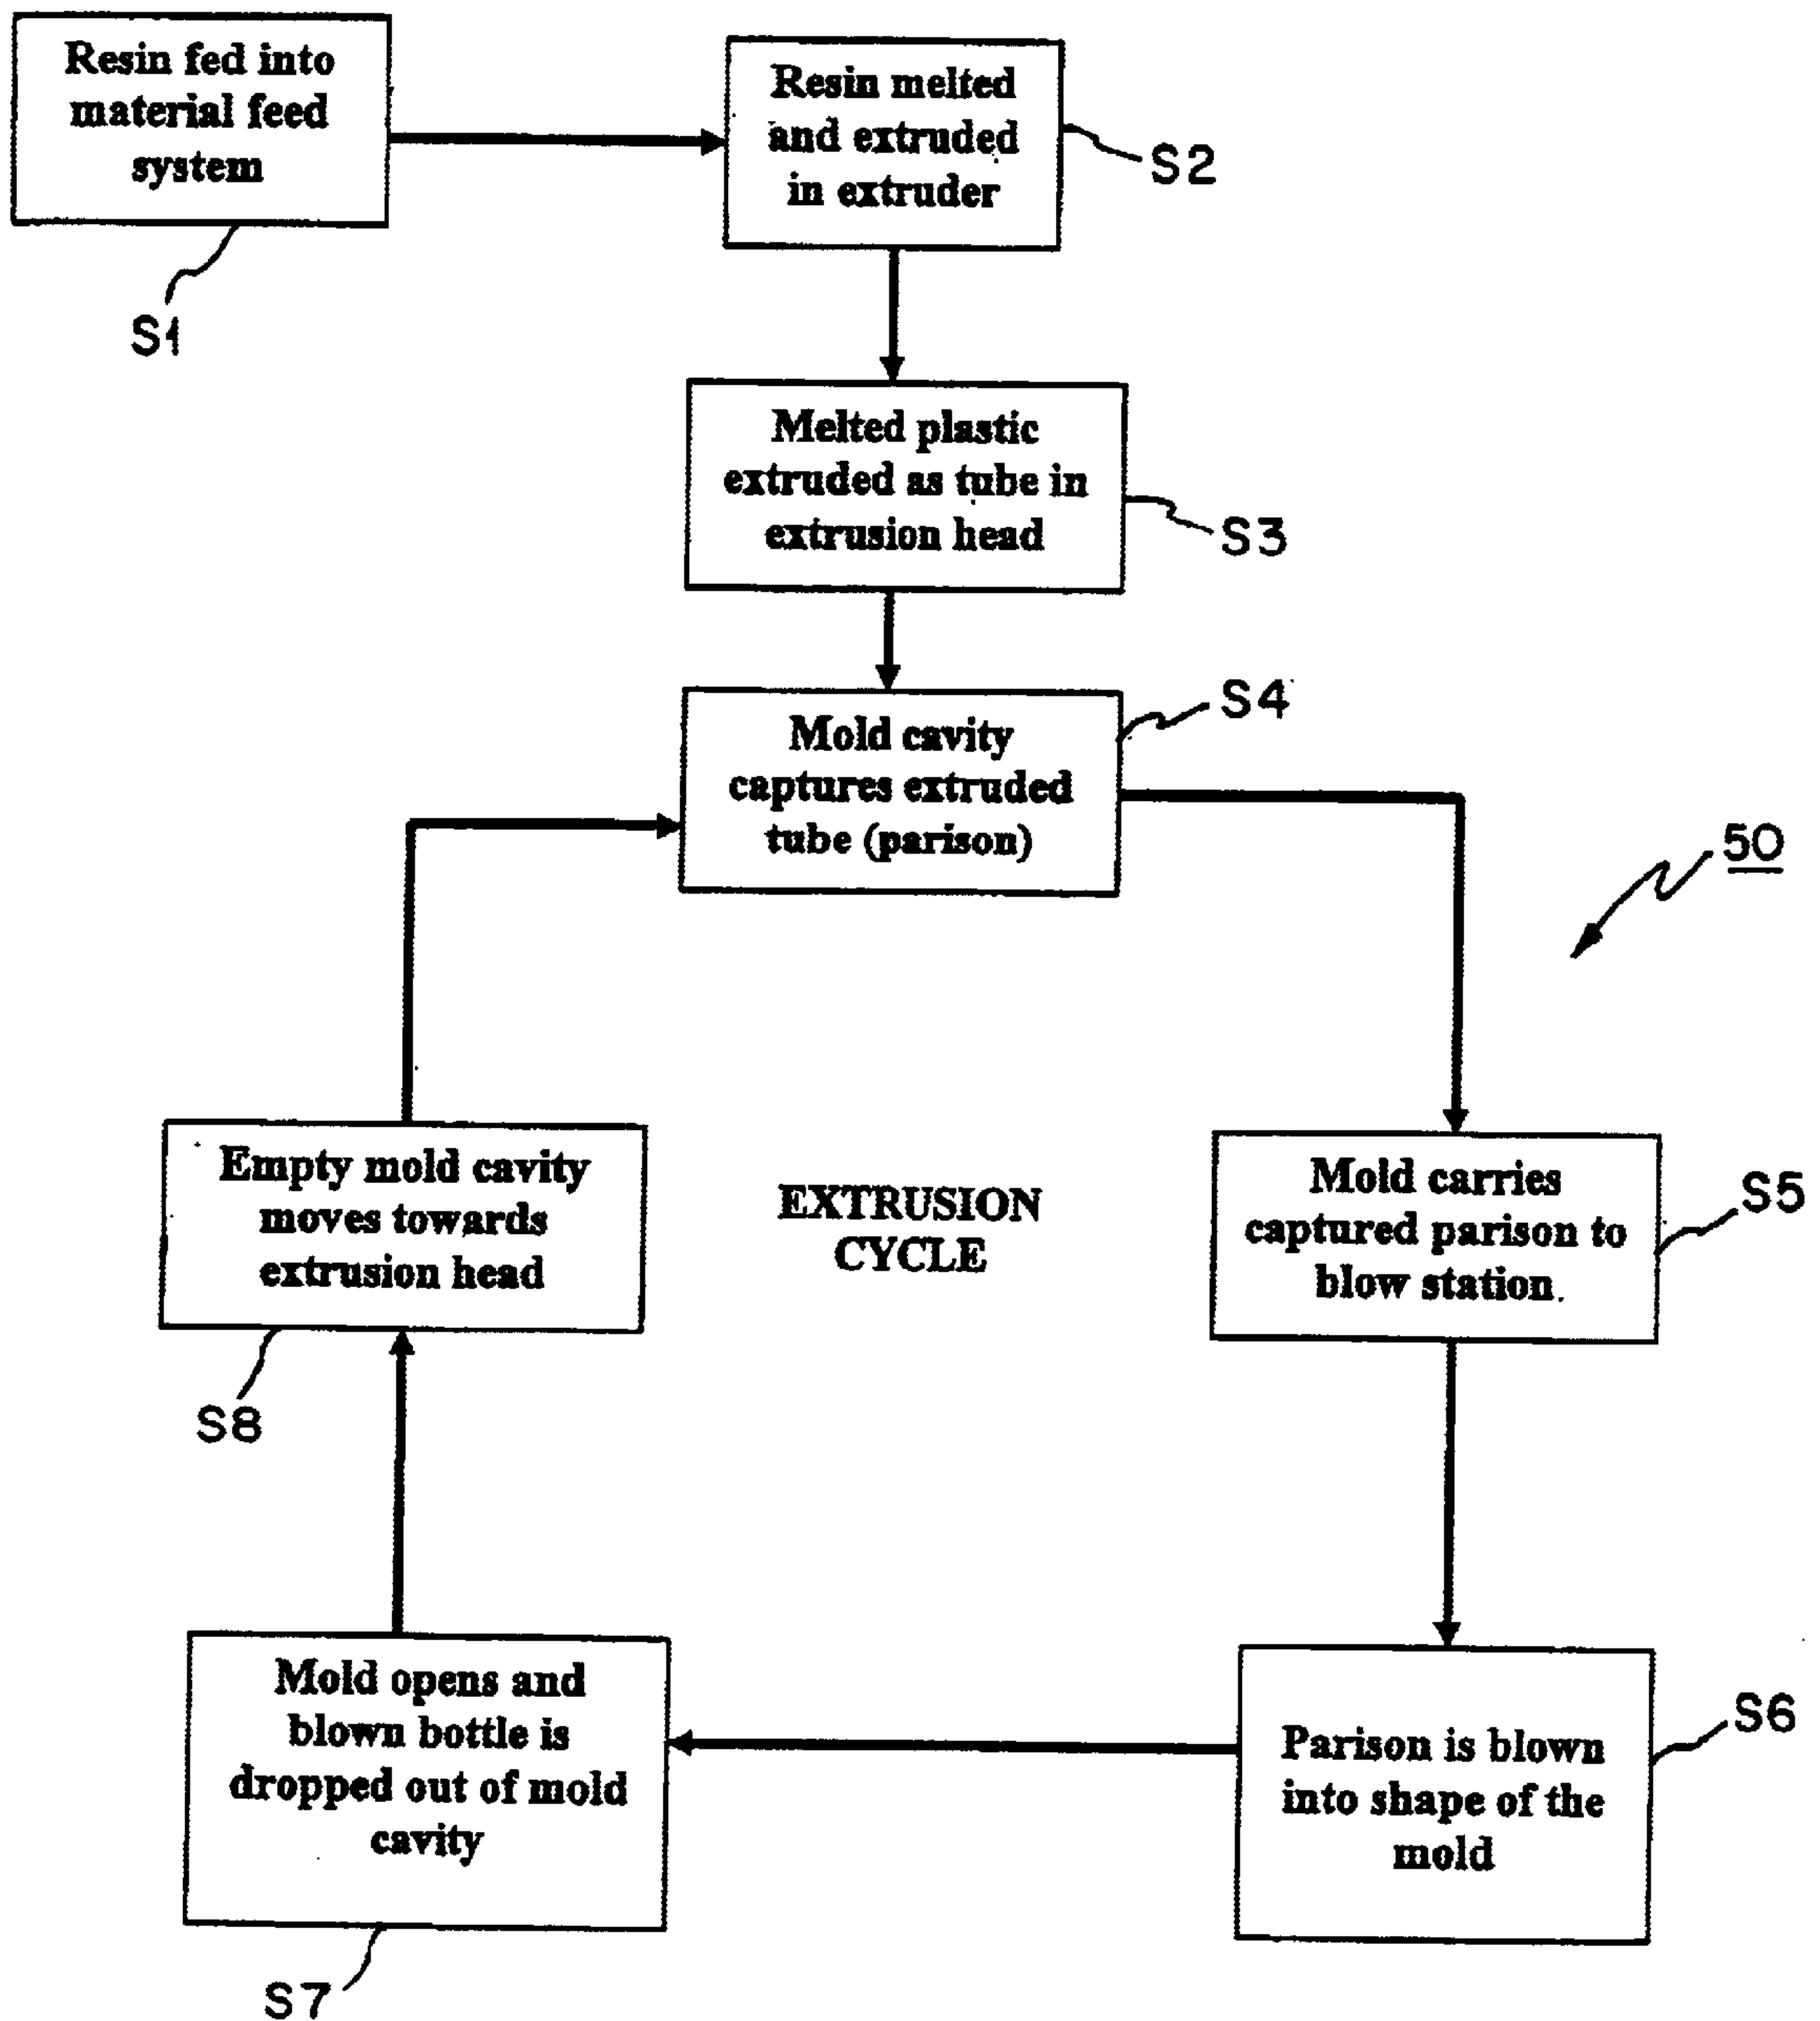 Resin fed into
material feed
system
S1
Resin melted
and extruded
in extruder
S2
Melted plastic
extruded as tube in
extrusion head
S3
Mold cavity
captures extruded
tube (parison)
S4
50
Mold carries
captured parison to
blow station
S5
EXTRUSION
CYCLE
Empty mold cavity
moves towards
extrusion head
S8
Parison is blown
into shape of the
mold
S6
Mold opens and
blown bottle is
dropped out of mold
cavity
S7